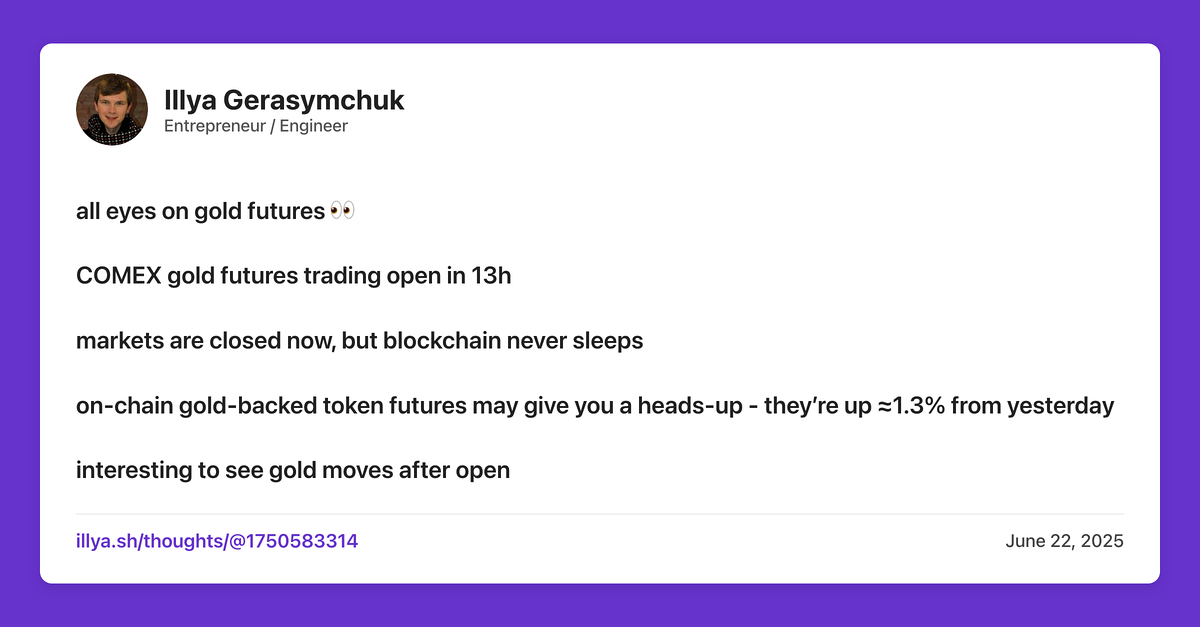 Illya Gerasymchuk
Entrepreneur / Engineer
all eyes on gold futures 👀
COMEX gold futures trading open in 13h
markets are closed now, but blockchain never sleeps
on-chain gold-backed token futures may give you a heads-up - they’re up ≈1.3% from yesterday
interesting to see gold moves after open
illya.sh/thoughts/@1750583314
June 22, 2025